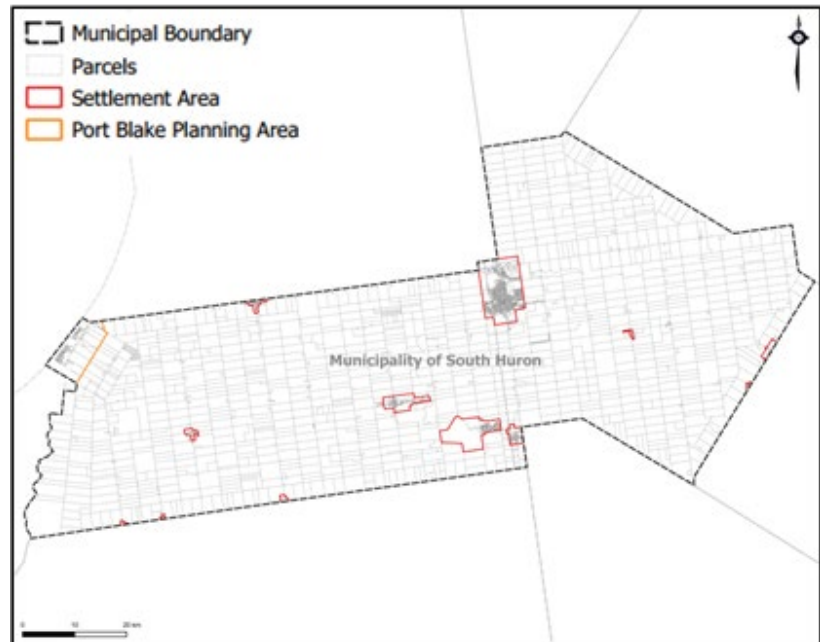 Municipal Boundary
Parcels
Settlement Area
Port Blake Planning Area
Municipality of South Huron
0 10 20 km